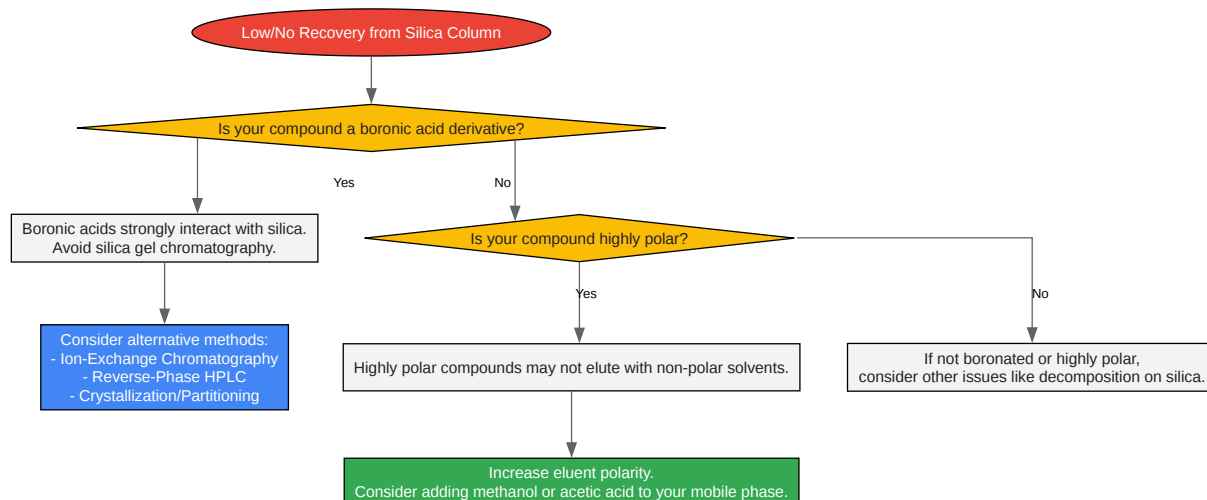 Low/No Recovery from Silica Column
Is your compound a boronic acid derivative?
Yes
No
Boronic acids strongly interact with silica.
Avoid silica gel chromatography.
Is your compound highly polar?
Consider alternative methods:
- Ion-Exchange Chromatography
- Reverse-Phase HPLC
- Crystallization/Partitioning
Yes
No
Highly polar compounds may not elute with non-polar solvents.
If not boronated or highly polar,
consider other issues like decomposition on silica.
Increase eluent polarity.
Consider adding methanol or acetic acid to your mobile phase.